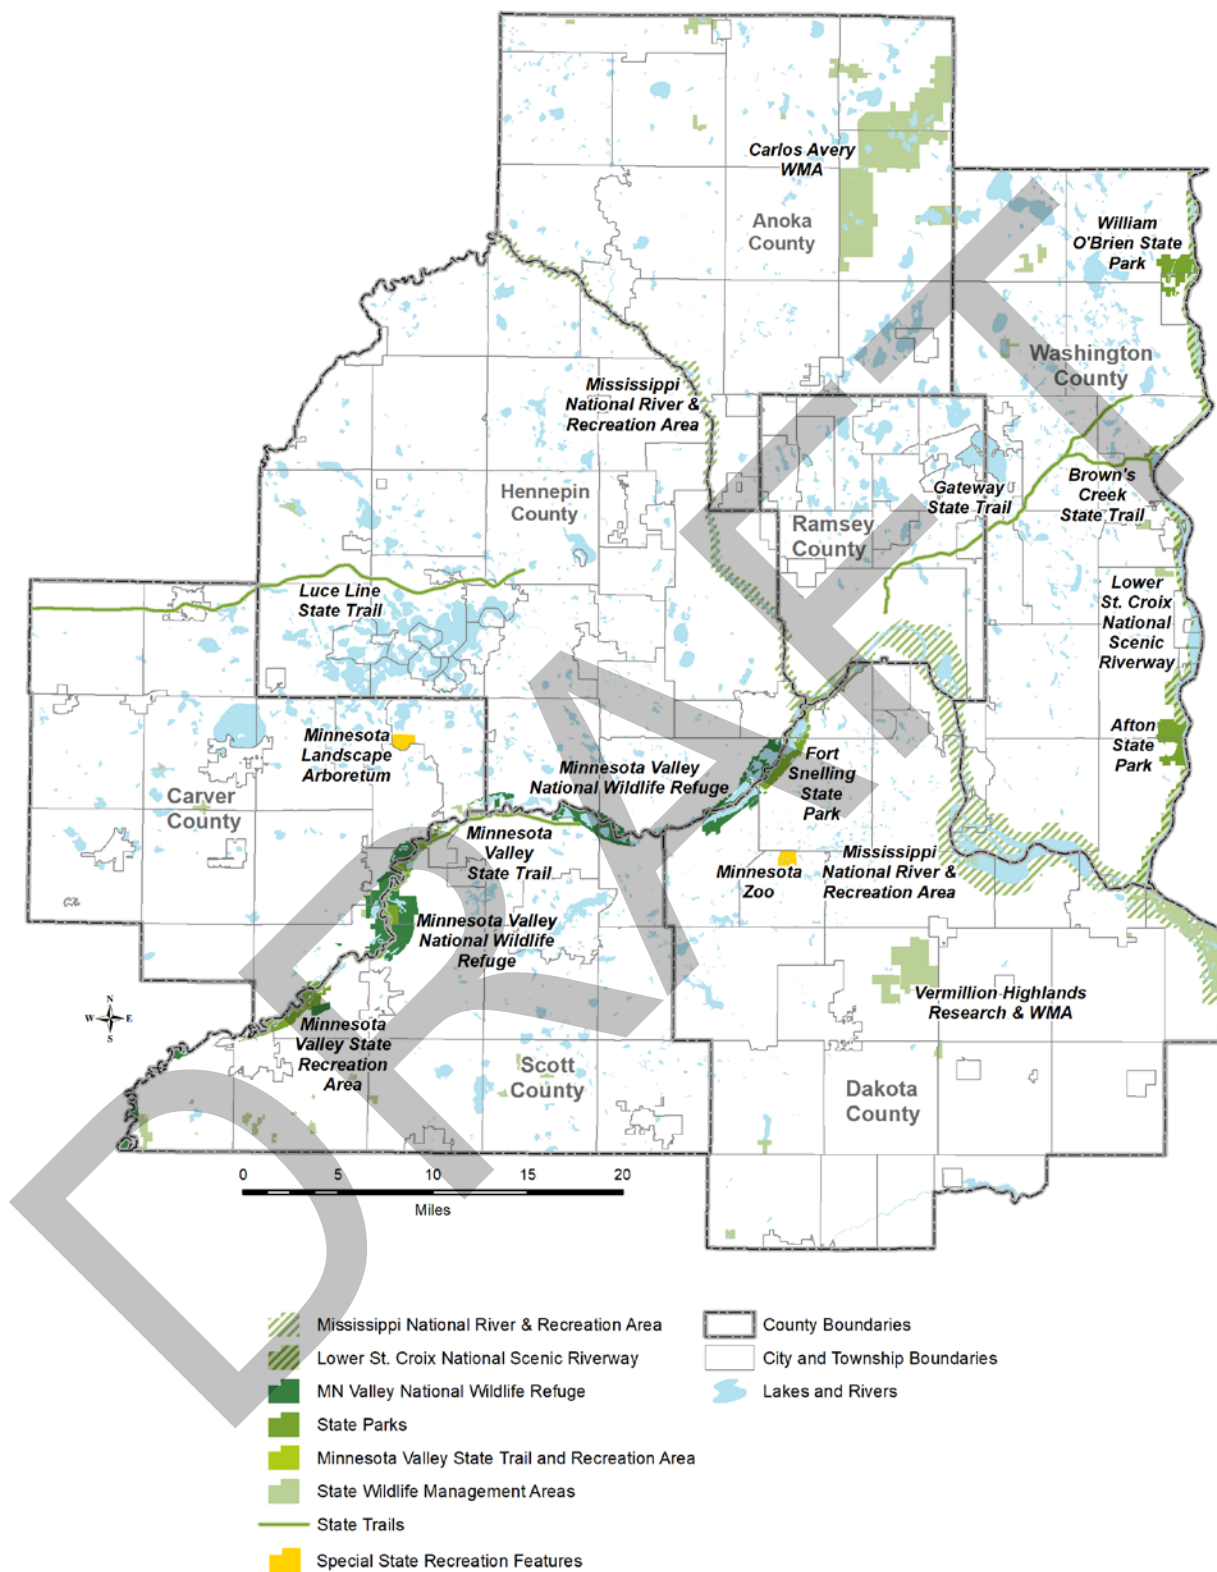 Carlos Avery
WMA
Anoka
County
William
O'Brien State
Park
Washington
County
Mississippi
National River &
Recreation Area
Hennepin
County
Ramsey
County
Gateway
State Trail
Brown's
Creek
State Trail
Luce Line
State Trail
Lower
St. Croix
National
Scenic
Riverway
Minnesota
Landscape
Arboretum
Carver
County
Minnesota Valley
National Wildlife Refuge
Fort
Snelling
State
Park
Afton
State
Park
Minnesota
Valley
State Trail
Minnesota
Zoo
Mississippi
National River &
Recreation Area
Minnesota Valley
National Wildlife
Refuge
Vermillion Highlands
Research & WMA
N
W E
S
Minnesota
Valley State
Recreation
Area
Scott
County
Dakota
County
0 5 10 15 20
Miles
DRAFT
Mississippi National River & Recreation Area
Lower St. Croix National Scenic Riverway
MN Valley National Wildlife Refuge
State Parks
Minnesota Valley State Trail and Recreation Area
State Wildlife Management Areas
State Trails
Special State Recreation Features
County Boundaries
City and Township Boundaries
Lakes and Rivers